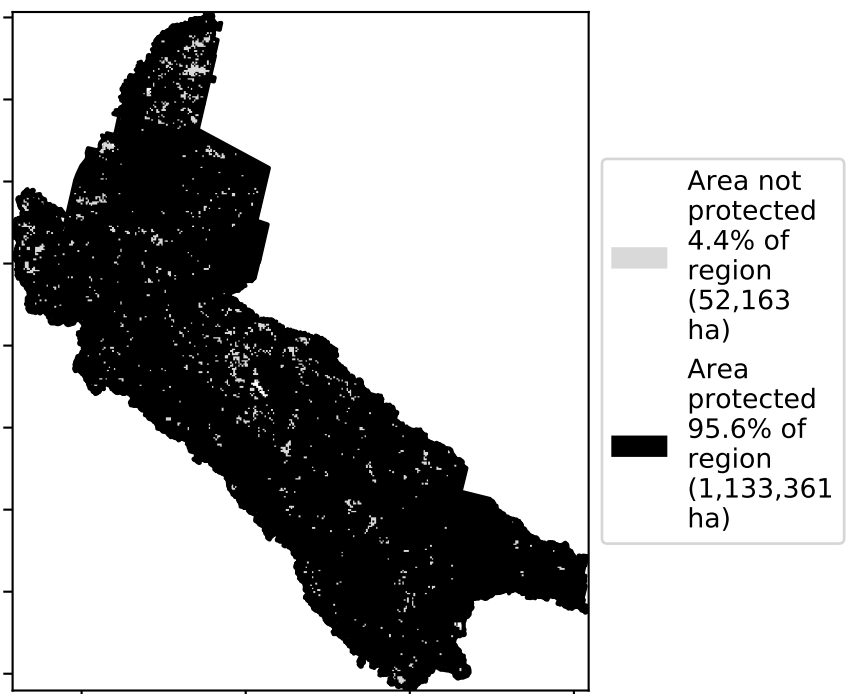 Area not
protected
4.4% of
region
(52,163
ha)
Area
protected
95.6% of
region
(1,133,361
ha)